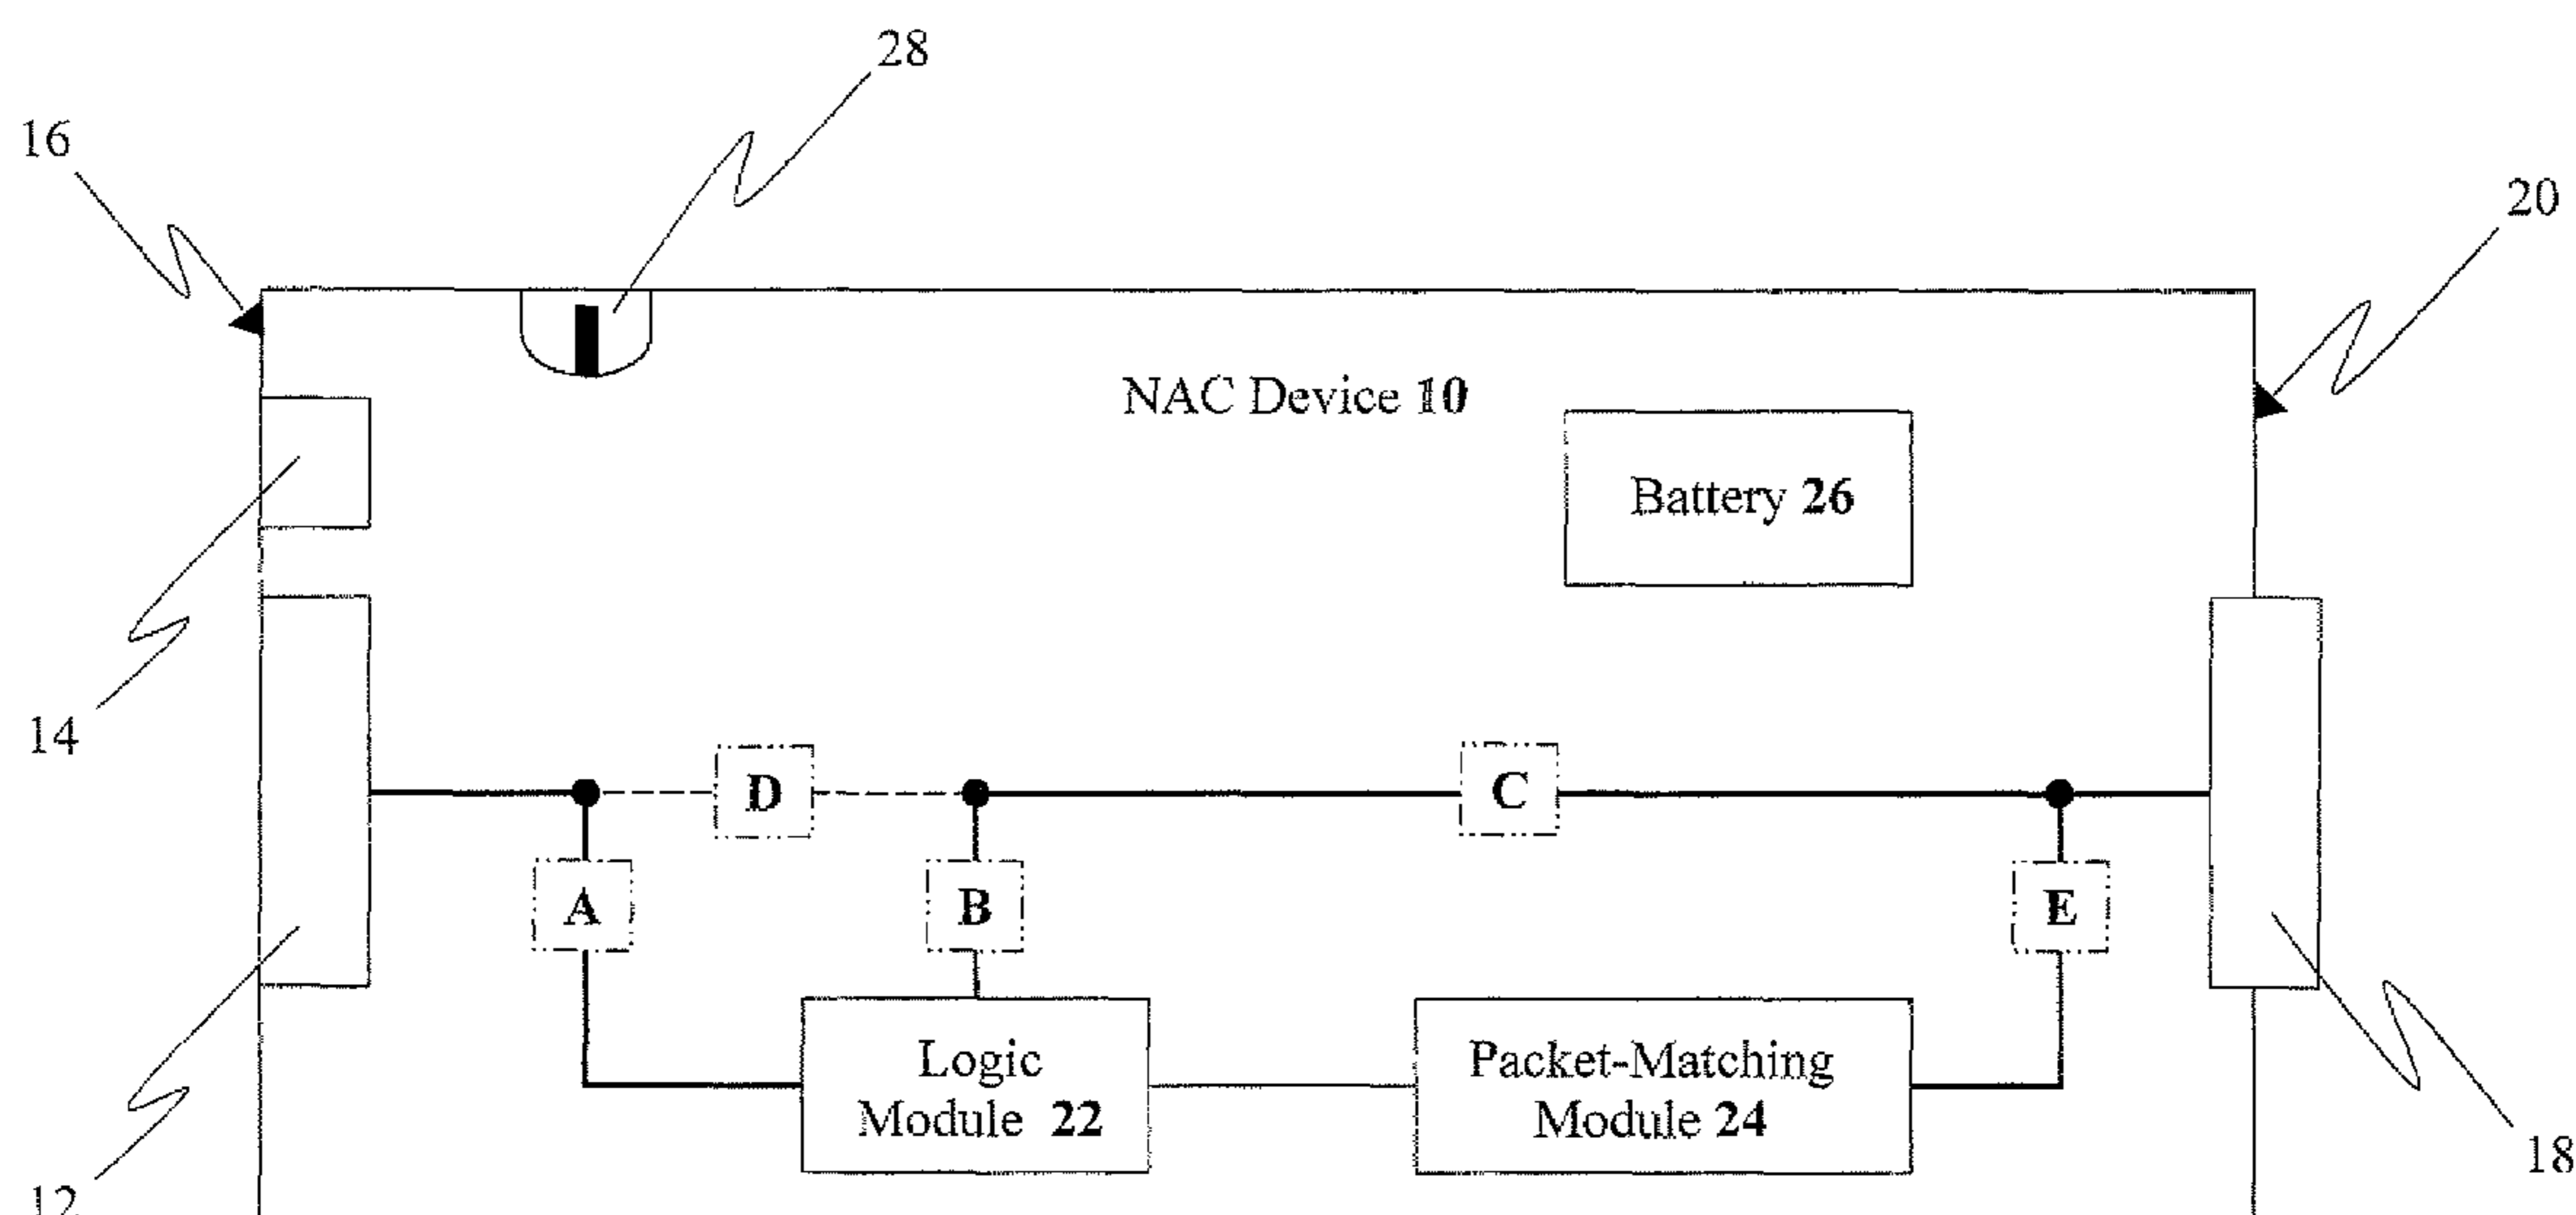 28
16
20
NAC Device 10
Battery 26
14
D
C
A
B
E
Logic
Module 22
Packet-Matching
Module 24
18
12